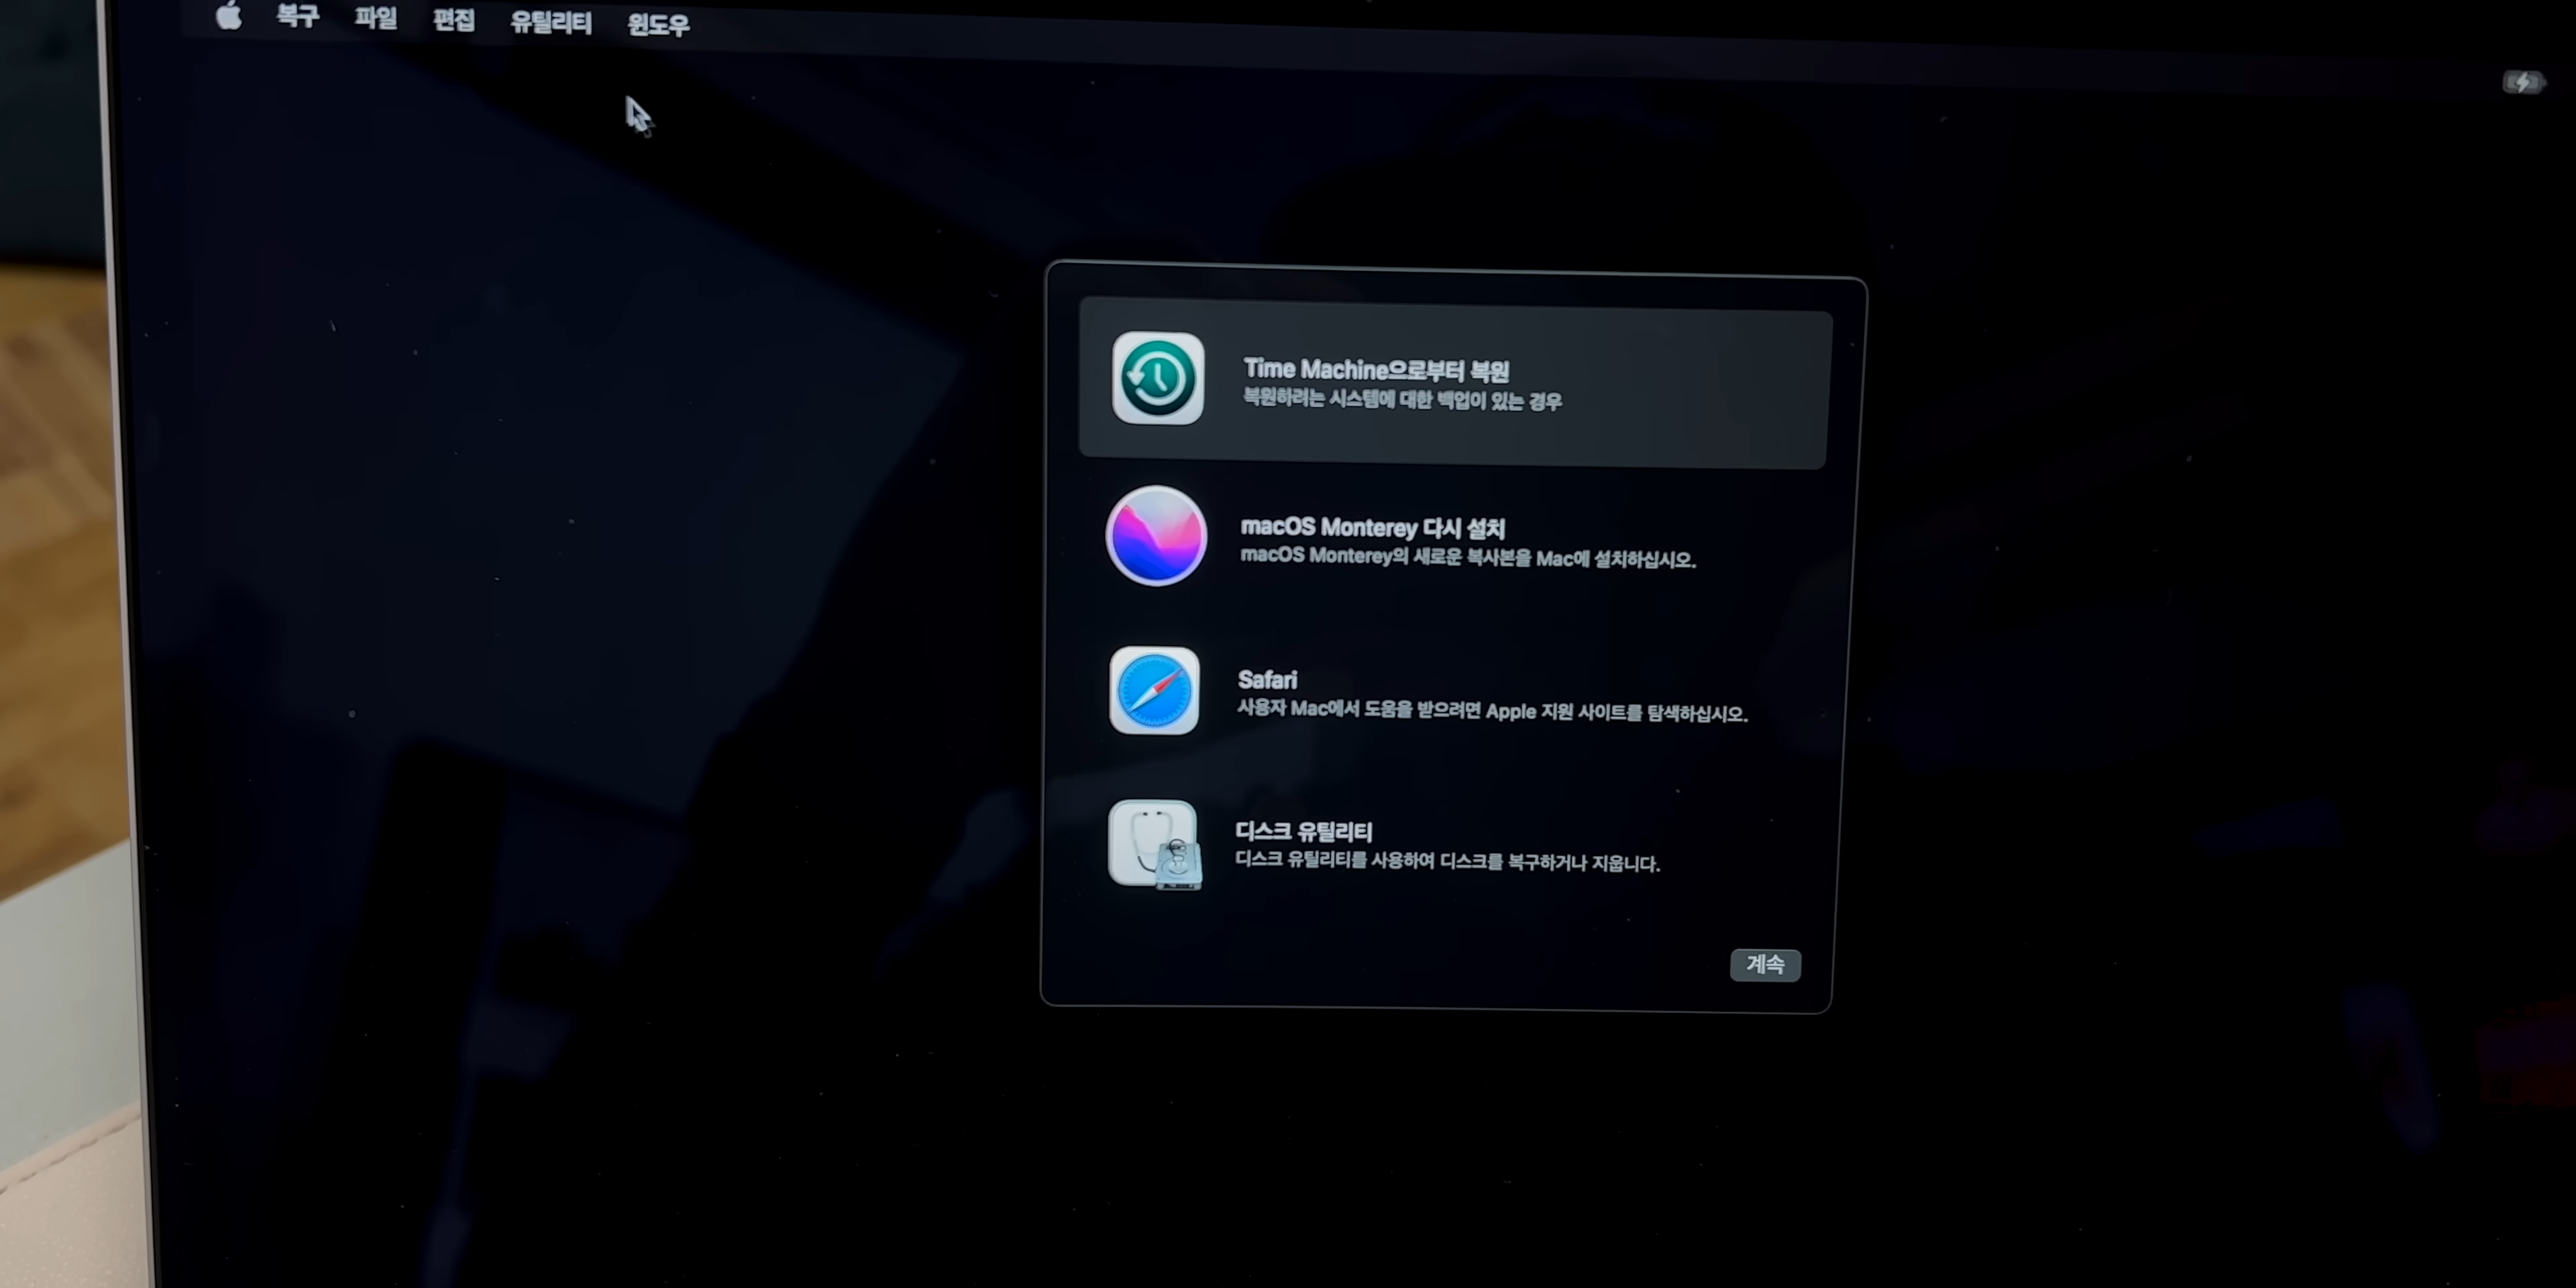 복구 파일 편집 유틸리티 윈도우
Time Machine으로부터 복원
복원하려는 시스템에 대한 백업이 있는 경우
macOS Monterey 다시 설치
macOS Monterey의 새로운 복사본을 Mac에 설치하십시오.
Safari
사용자 Mac에서 도움을 받으려면 Apple 지원 사이트를 탐색하십시오.
디스크 유틸리티
디스크 유틸리티를 사용하여 디스크를 복구하거나 지웁니다.
계속